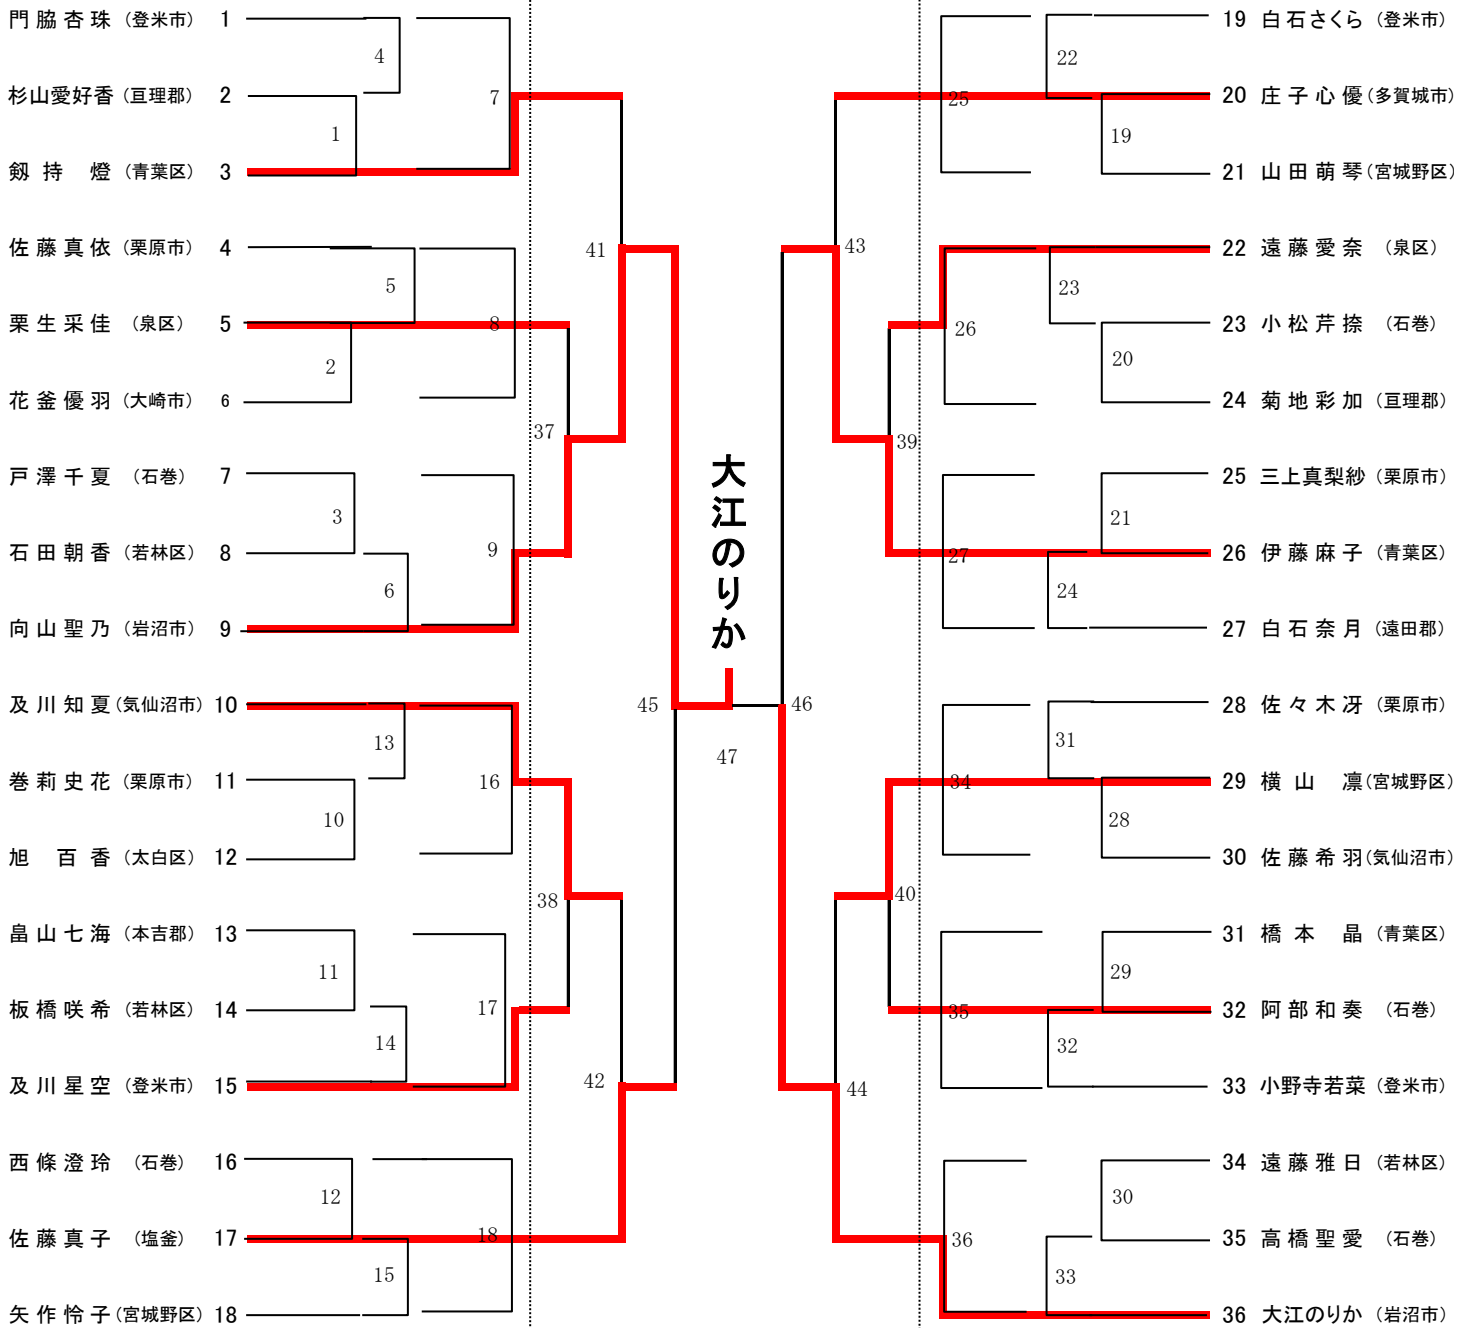 門脇杏珠 (登米市) 1
4
杉山愛好香 (亘理郡) 2
7
1
剱持 燈 (青葉区) 3
佐藤真依 (栗原市) 4
5
栗生采佳 (泉区) 5
8
2
花釜優羽 (大崎市) 6
戸澤千夏 (石巻) 7
3
石田朝香 (若林区) 8
9
6
向山聖乃 (岩沼市) 9
及川知夏 (気仙沼市) 10
13
巻莉史花 (栗原市) 11
16
10
旭 百香 (太白区) 12
畠山七海 (本吉郡) 13
11
板橋咲希 (若林区) 14
17
14
及川星空 (登米市) 15
西條澄玲 (石巻) 16
12
佐藤真子 (塩釜) 17
18
15
矢作怜子 (宮城野区) 18
41
37
38
42
45
大江のりか
47
46
43
39
40
44
19 白石さくら (登米市)
22
25
20 庄子心優 (多賀城市)
19
21 山田萌琴 (宮城野区)
22 遠藤愛奈 (泉区)
23
26
23 小松芹捺 (石巻)
20
24 菊地彩加 (亘理郡)
25 三上真梨紗 (栗原市)
21
27
26 伊藤麻子 (青葉区)
24
27 白石奈月 (遠田郡)
28 佐々木冴 (栗原市)
31
34
29 横山 凛 (宮城野区)
28
30 佐藤希羽 (気仙沼市)
31 橋本 晶 (青葉区)
29
35
32 阿部和奏 (石巻)
32
33 小野寺若菜 (登米市)
34 遠藤雅日 (若林区)
30
36
35 高橋聖愛 (石巻)
33
36 大江のりか (岩沼市)